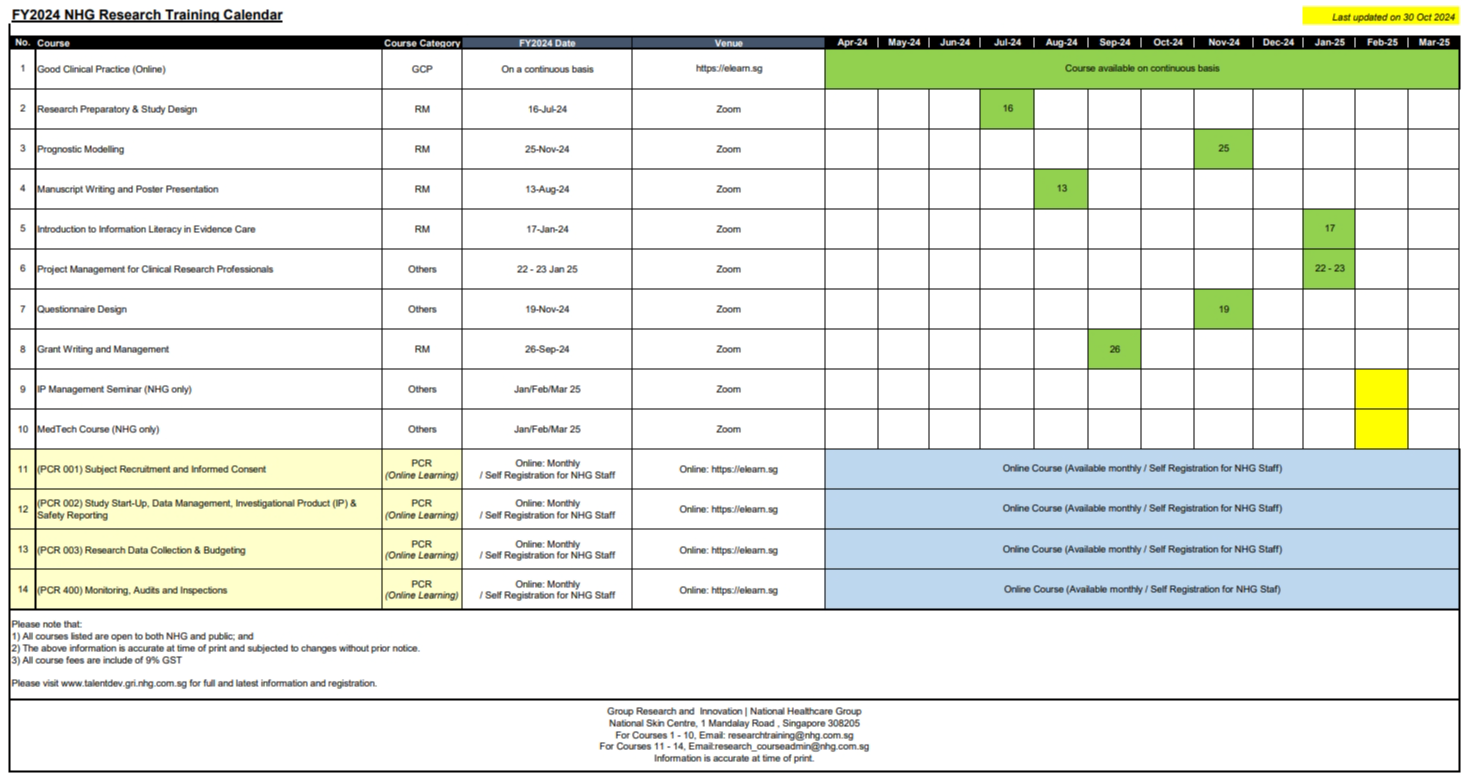 FY2024 NHG Research Training Calendar
Last updated on 30 Oct 2024
No. Course Course Category FY2024 Date Venue Apr-24 May-24 Jun-24 Jul-24 Aug-24 Sep-24 Oct-24 Nov-24 Dec-24 Jan-25 Feb-25 Mar-25
1 Good Clinical Practice (Online) GCP On a continuous basis https://elearn.sg Course available on continuous basis
2 Research Preparatory & Study Design RM 16-Jul-24 Zoom 16
3 Prognostic Modelling RM 25-Nov-24 Zoom 25
4 Manuscript Writing and Poster Presentation RM 13-Aug-24 Zoom 13
5 Introduction to Information Literacy in Evidence Care RM 17-Jan-24 Zoom 17
6 Project Management for Clinical Research Professionals Others 22 - 23 Jan 25 Zoom 22 - 23
7 Questionnaire Design Others 19-Nov-24 Zoom 19
8 Grant Writing and Management RM 26-Sep-24 Zoom 26
9 IP Management Seminar (NHG only) Others Jan/Feb/Mar 25 Zoom
10 MedTech Course (NHG only) Others Jan/Feb/Mar 25 Zoom
11 (PCR 001) Subject Recruitment and Informed Consent PCR
(Online Learning) Online: Monthly
/ Self Registration for NHG Staff Online: https://elearn.sg Online Course (Available monthly / Self Registration for NHG Staff)
12 (PCR 002) Study Start-Up, Data Management, Investigational Product (IP) &
Safety Reporting PCR
(Online Learning) Online: Monthly
/ Self Registration for NHG Staff Online: https://elearn.sg Online Course (Available monthly / Self Registration for NHG Staff)
13 (PCR 003) Research Data Collection & Budgeting PCR
(Online Learning) Online: Monthly
/ Self Registration for NHG Staff Online: https://elearn.sg Online Course (Available monthly / Self Registration for NHG Staff)
14 (PCR 400) Monitoring, Audits and Inspections PCR
(Online Learning) Online: Monthly
/ Self Registration for NHG Staff Online: https://elearn.sg Online Course (Available monthly / Self Registration for NHG Staf)
Please note that:
1) All courses listed are open to both NHG and public; and
2) The above information is accurate at time of print and subjected to changes without prior notice.
3) All course fees are include of 9% GST
Please visit www.talentdev.gri.nhg.com.sg for full and latest information and registration.
Group Research and Innovation | National Healthcare Group
National Skin Centre, 1 Mandalay Road , Singapore 308205
For Courses 1 - 10, Email: researchtraining@nhg.com.sg
For Courses 11 - 14, Email:research_courseadmin@nhg.com.sg
Information is accurate at time of print.